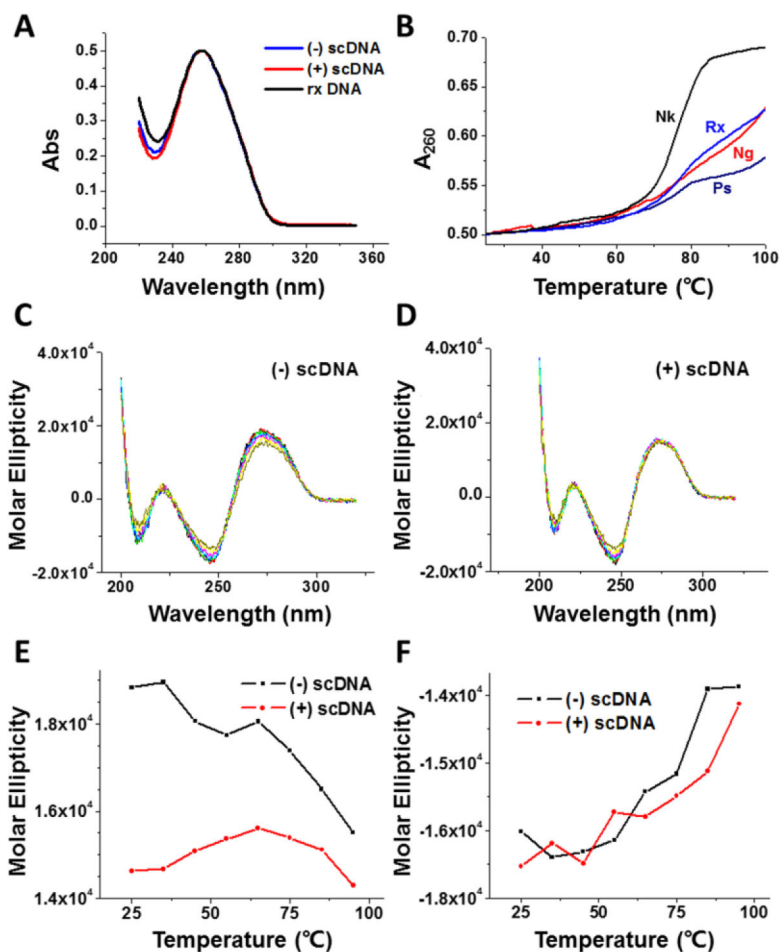 A
Abs
0.5
0.4
0.3
0.2
0.1
0.0
(-) scDNA
(+) scDNA
rx DNA
200 240 280 320 360
Wavelength (nm)
B
A260
0.70
0.65
0.60
0.55
0.50
Nk
Rx
Ng
Ps
40 60 80 100
Temperature (℃)
C
Molar Ellipticity
4.0x10⁴
2.0x10⁴
0.0
-2.0x10⁴
(-) scDNA
200 250 300
Wavelength (nm)
D
Molar Ellipticity
4.0x10⁴
2.0x10⁴
0.0
-2.0x10⁴
(+) scDNA
200 250 300
Wavelength (nm)
E
Molar Ellipticity
1.8x10⁴
1.6x10⁴
1.4x10⁴
(-) scDNA
(+) scDNA
25 50 75 100
Temperature (℃)
F
Molar Ellipticity
-1.4x10⁴
-1.5x10⁴
-1.6x10⁴
-1.8x10⁴
(-) scDNA
(+) scDNA
25 50 75 100
Temperature (℃)